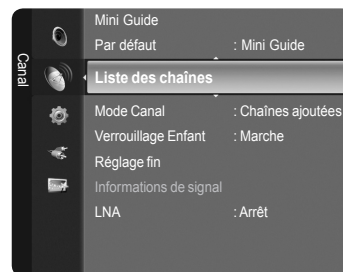 Canal
Mini Guide
Par défaut : Mini Guide
Liste des chaînes
Mode Canal : Chaînes ajoutées
Verrouillage Enfant : Marche
Réglage fin
Informations de signal
LNA : Arrêt